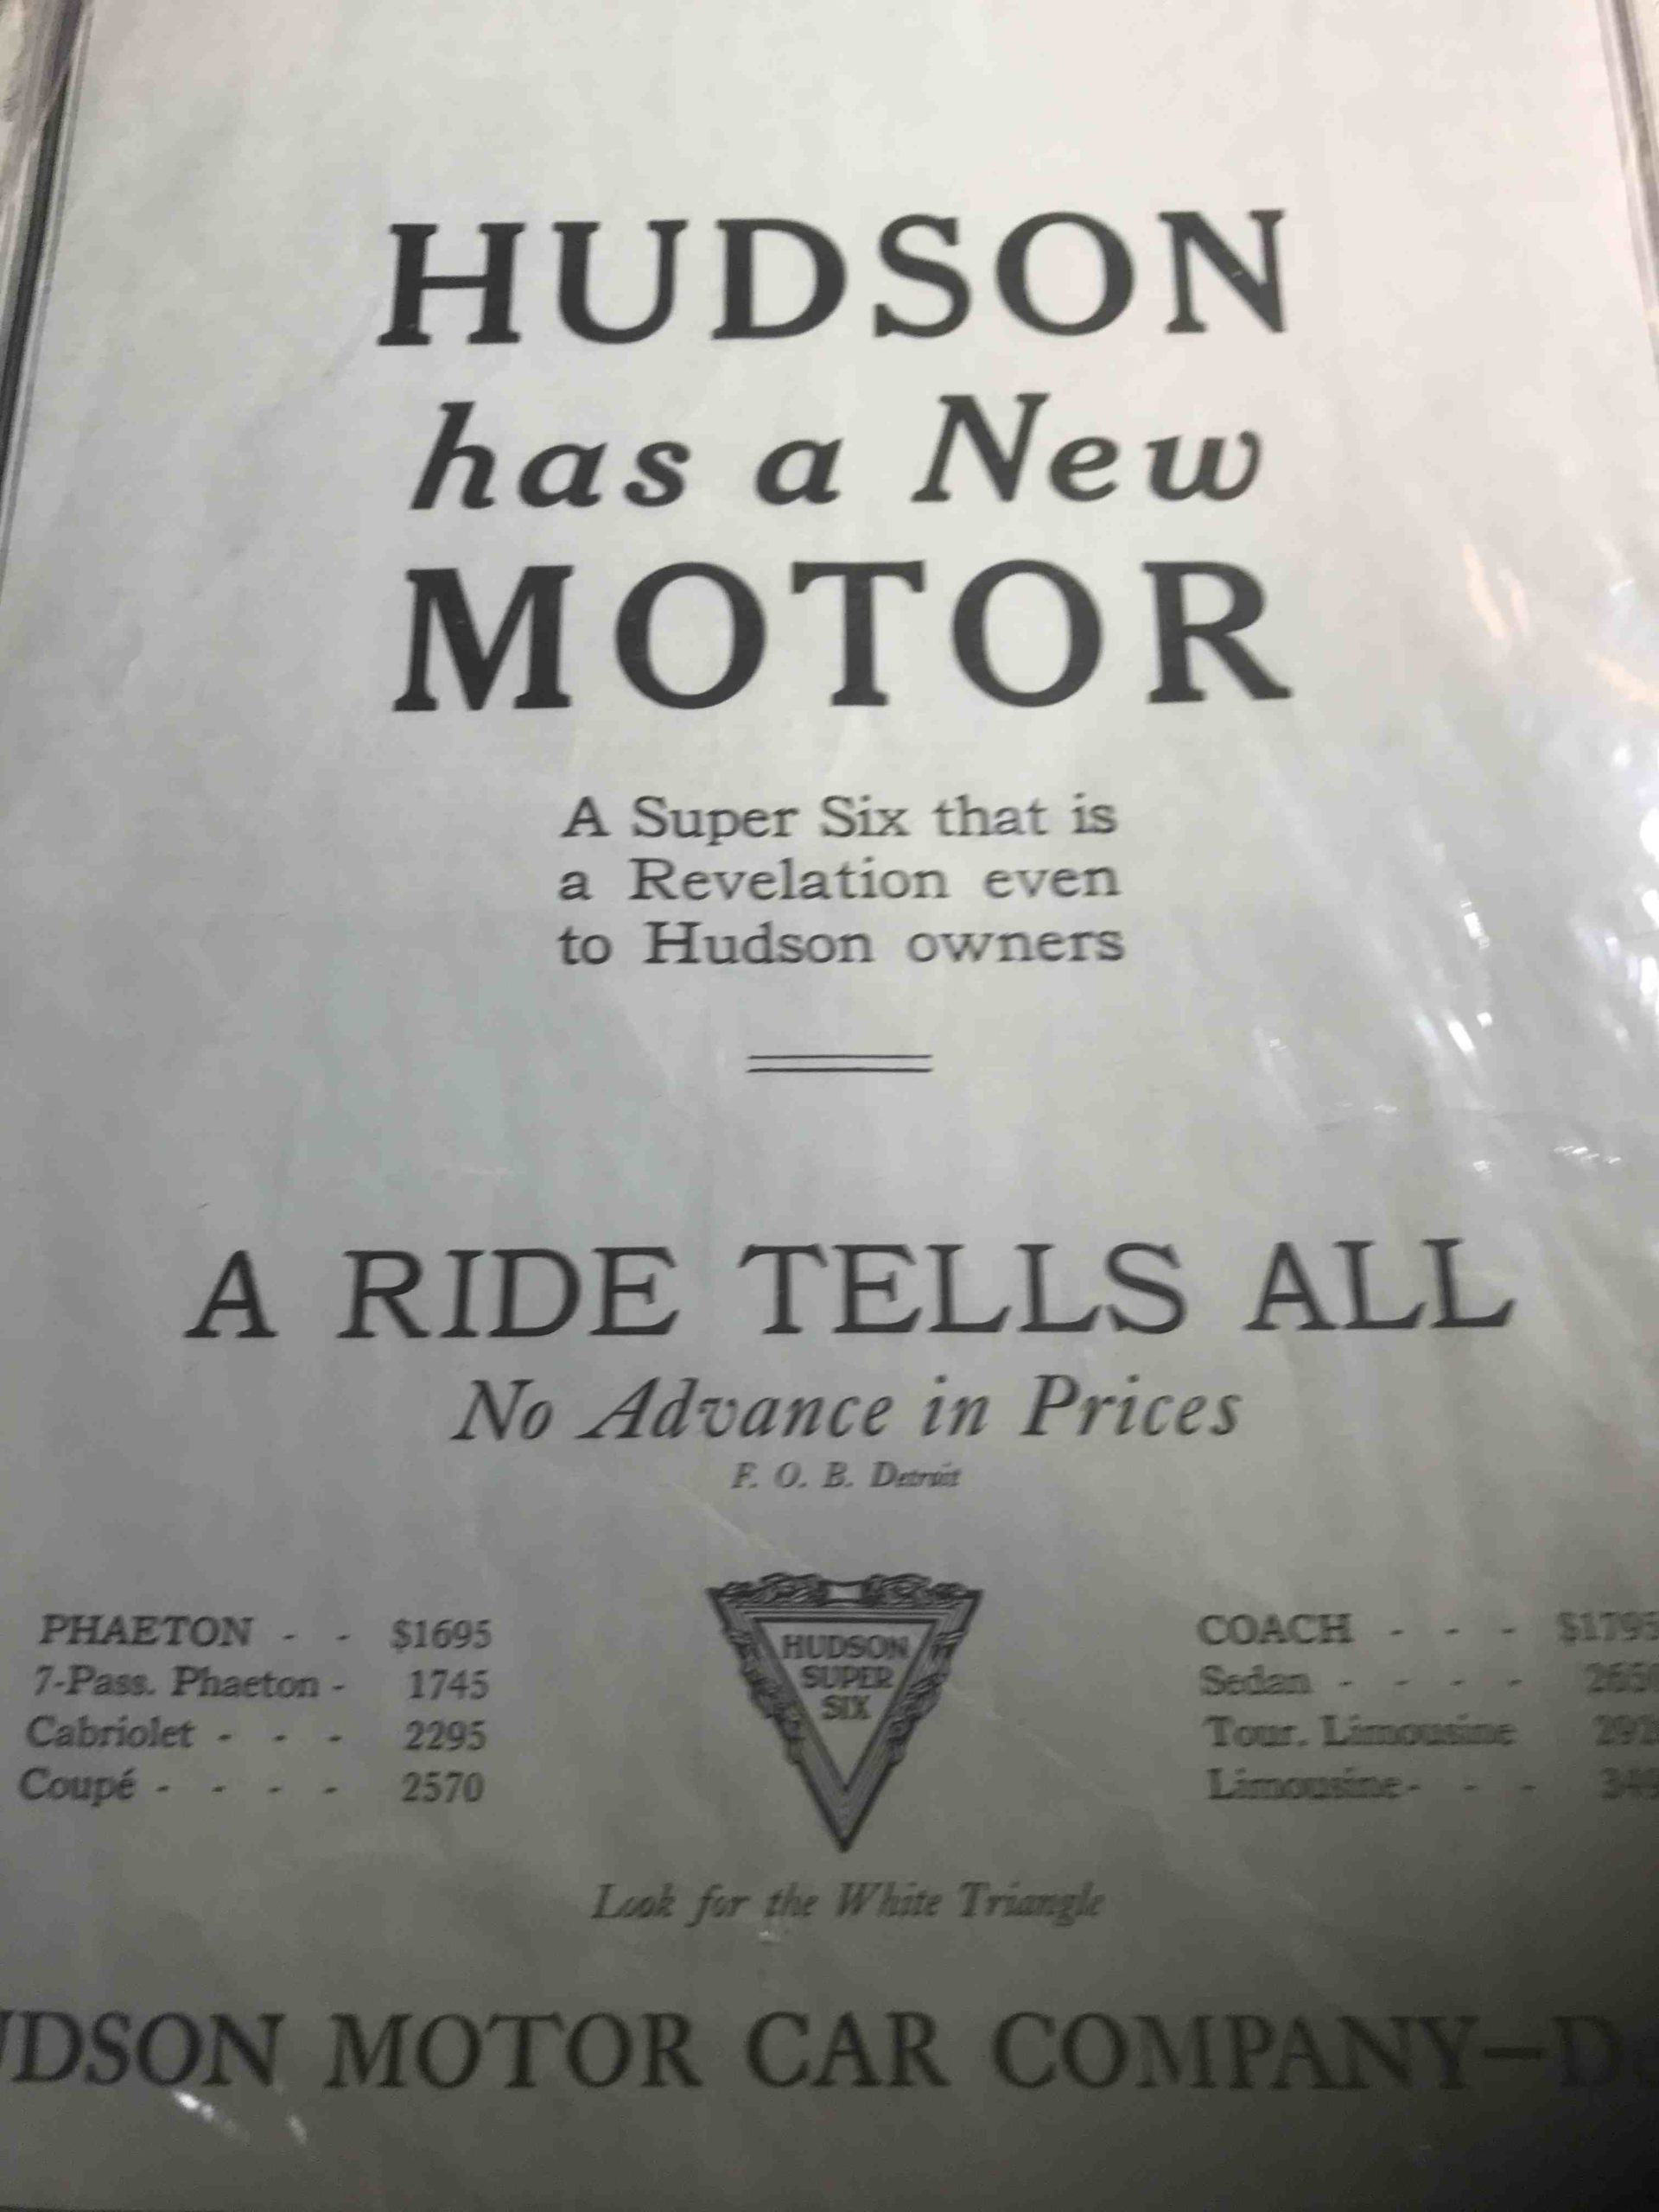 HUDSON
has a New
MOTOR
A Super Six that is
a Revelation even
to Hudson owners
A RIDE TELLS ALL
No Advance in Prices
F. O. B. Detroit
PHAETON - - $1695
7-Pass. Phaeton - 1745
Cabriolet - - - 2295
Coupé - - - - 2570
HUDSON
SUPER
SIX
COACH - - - $1795
Sedan - - - -
Tour. Limousine
Limousine - - -
Look for the White Triangle
MOTOR CAR COMPANY—